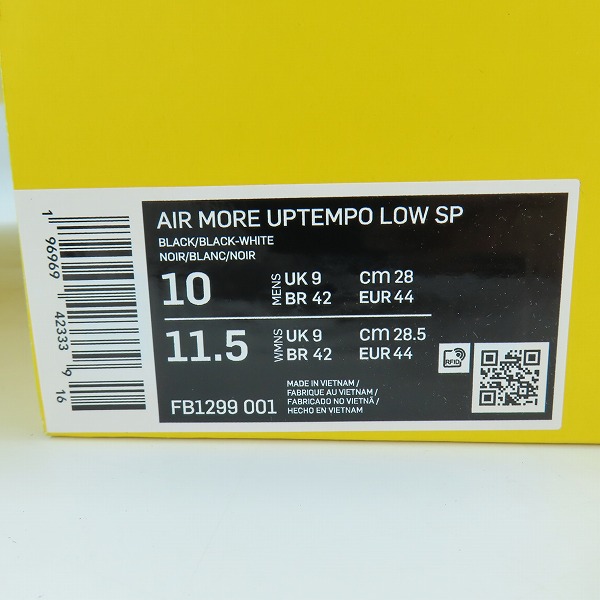 AIR MORE UPTEMPO LOW SP
BLACK/BLACK-WHITE
NOIR/BLANC/NOIR
10 MENS UK 9 CM 28
BR 42 EUR 44
11.5 WMNS UK 9 CM 28.5
BR 42 EUR 44
RFID
FB1299 001
MADE IN VIETNAM /
FABRIQUE AU VIETNAM /
FABRICADO NO VIETNÃ /
HECHO EN VIETNAM
1 96969 42333 9 16